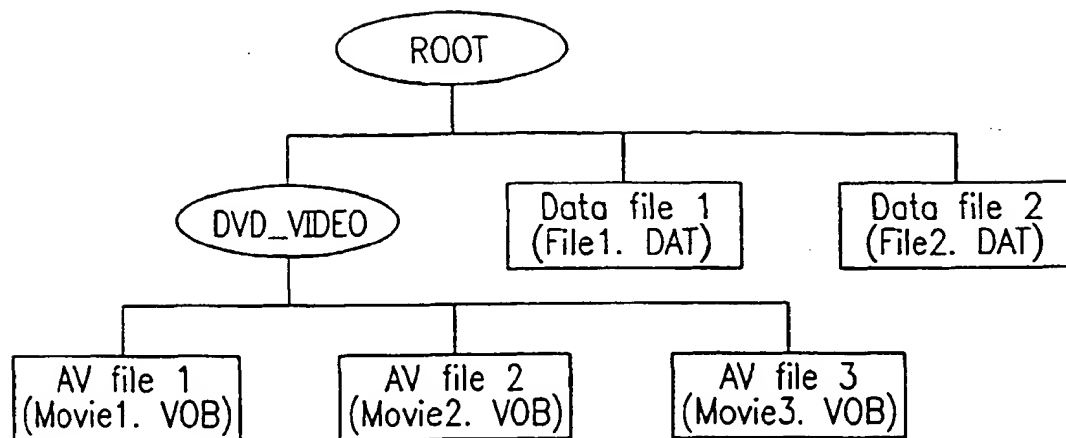 ROOT
DVD_VIDEO
Data file 1
(File1. DAT)
Data file 2
(File2. DAT)
AV file 1
(Movie1. VOB)
AV file 2
(Movie2. VOB)
AV file 3
(Movie3. VOB)